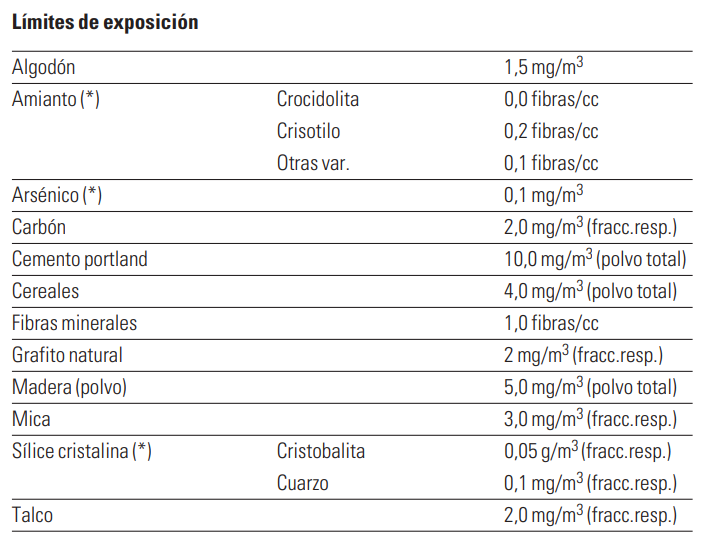 Límites de exposición
Algodón 1,5 mg/m3
Amianto (*) Crocidolita 0,0 fibras/cc
Crisotilo 0,2 fibras/cc
Otras var. 0,1 fibras/cc
Arsénico (*) 0,1 mg/m3
Carbón 2,0 mg/m3 (fracc.resp.)
Cemento portland 10,0 mg/m3 (polvo total)
Cereales 4,0 mg/m3 (polvo total)
Fibras minerales 1,0 fibras/cc
Grafito natural 2 mg/m3 (fracc.resp.)
Madera (polvo) 5,0 mg/m3 (polvo total)
Mica 3,0 mg/m3 (fracc.resp.)
Sílice cristalina (*) Cristobalita 0,05 g/m3 (fracc.resp.)
Cuarzo 0,1 mg/m3 (fracc.resp.)
Talco 2,0 mg/m3 (fracc.resp.)